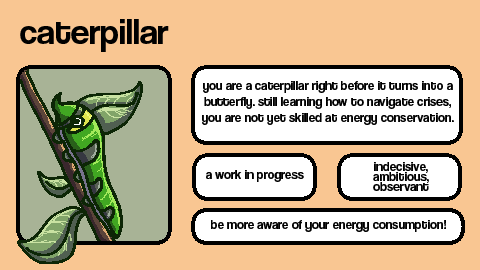 caterpillar
you are a caterpillar right before it turns into a
butterfly. still learning how to navigate crises,
you are not yet skilled at energy conservation.
a work in progress
indecisive,
ambitious,
observant
be more aware of your energy consumption!